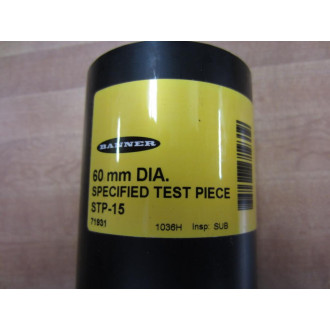 BANNER
60 mm DIA.
SPECIFIED TEST PIECE
STP-15
71931 1036H Insp: SUB